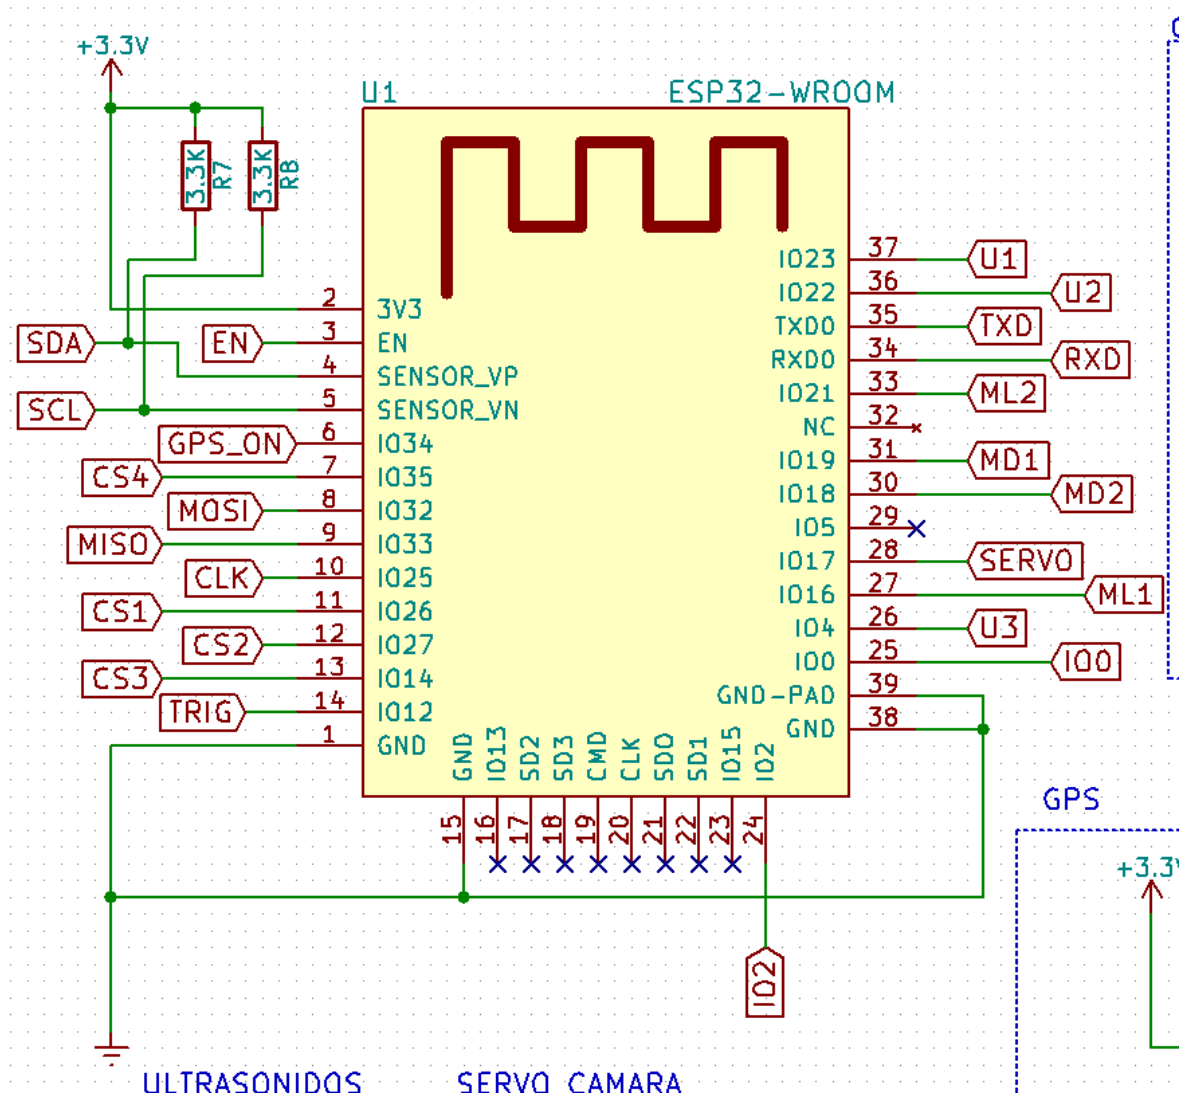 +3.3V
U1
ESP32-WROOM
3.3K
R7
3.3K
R8
IO23
37
U1
IO22
36
U2
2
3V3
TXD0
35
TXD
SDA
EN
3
EN
RXD0
34
RXD
4
SENSOR_VP
IO21
33
ML2
SCL
5
SENSOR_VN
NC
32
GPS_ON
6
IO34
IO19
31
MD1
CS4
7
IO35
IO18
30
MD2
MOSI
8
IO32
IO5
29
MISO
9
IO33
IO17
28
SERVO
CLK
10
IO25
IO16
27
ML1
CS1
11
IO26
IO4
26
U3
CS2
12
IO27
IO0
25
IO0
CS3
13
IO14
GND-PAD
39
TRIG
14
IO12
GND
38
1
GND
GND
IO13
SD2
SD3
CMD
CLK
SD0
SD1
IO15
IO2
15
16
17
18
19
20
21
22
23
24
GPS
+3.3V
IO2
ULTRASONIDOS
SERVO CAMARA